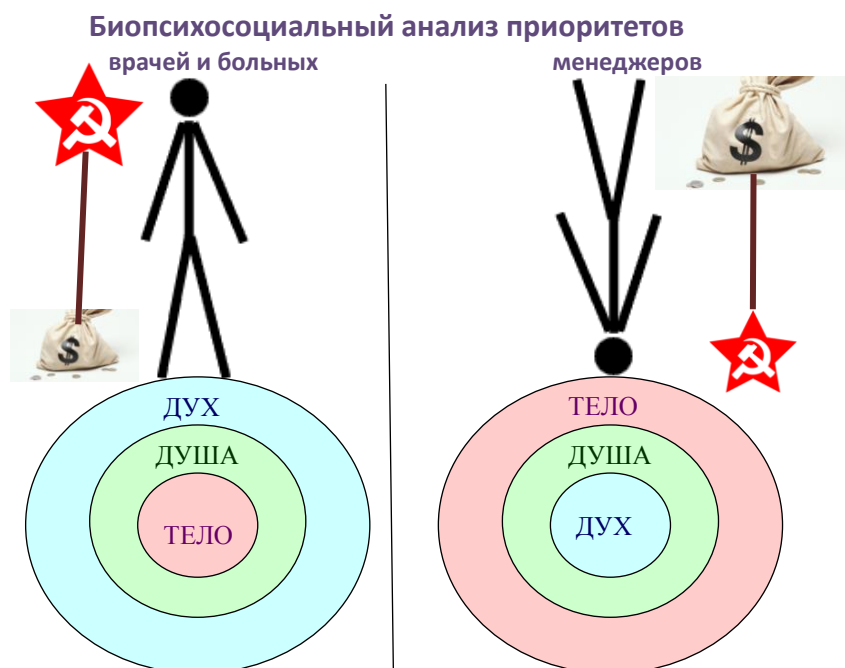 Биопсихосоциальный анализ приоритетов
врачей и больных
менеджеров
$
$
ДУХ
ДУША
ТЕЛО
ТЕЛО
ДУША
ДУХ